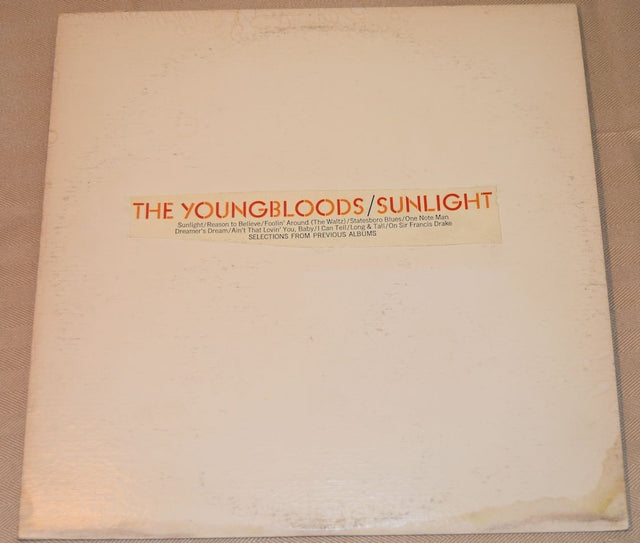 THE YOUNGBLOODS/SUNLIGHT
Sunlight/Reason to Believe/Foolin' Around (The Waltz)/Statesboro Blues/One Note Man
Dreamer's Dream/Ain't That Lovin' You, Baby/I Can Tell/Long & Tall/On Sir Francis Drake
SELECTIONS FROM PREVIOUS ALBUMS